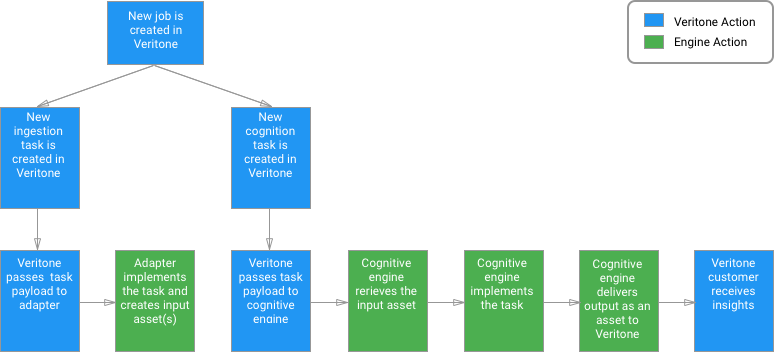 New job is
created in
Veritone
Veritone Action
Engine Action
New
ingestion
task is
created in
Veritone
New
cognition
task is
created in
Veritone
Veritone
passes task
payload to
adapter
Adapter
implements
the task and
creates input
asset(s)
Veritone
passes task
payload to
cognitive
engine
Cognitive
engine
rerieves the
input asset
Cognitive
engine
implements
the task
Cognitive
engine
delivers
output as an
asset to
Veritone
Veritone
customer
receives
insights